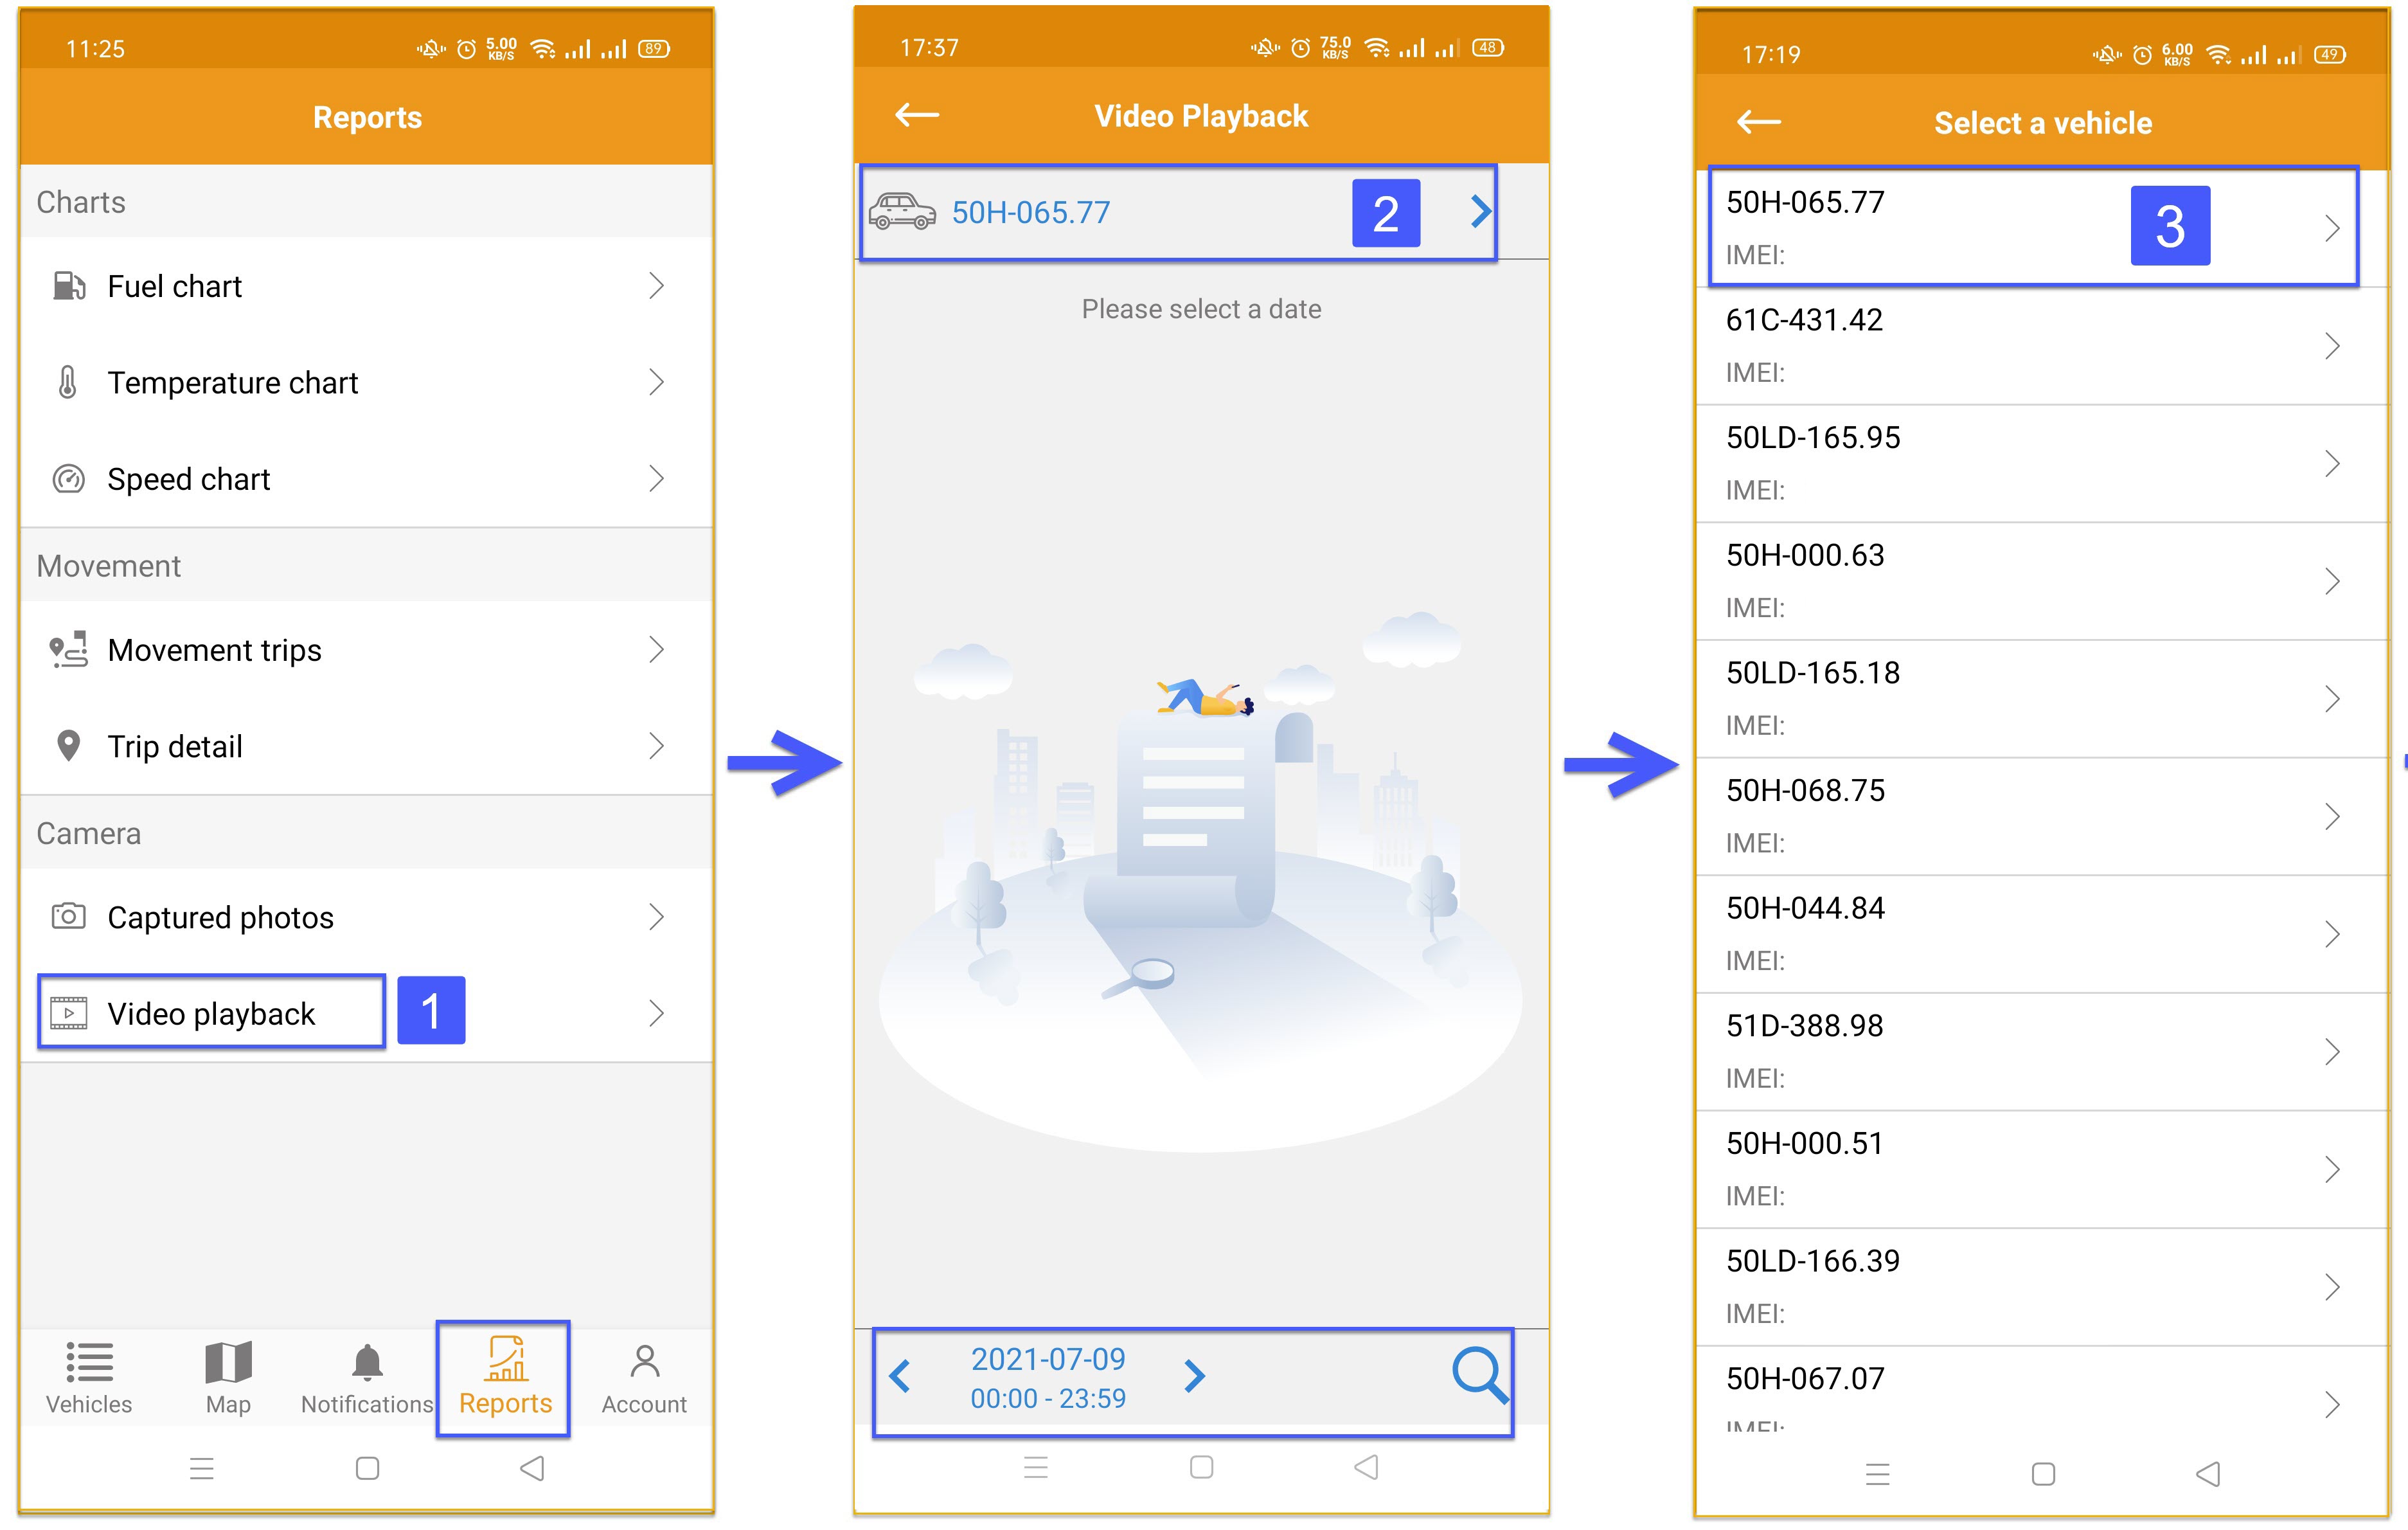 11:25
5.00
KB/S
89
Reports
Charts
Fuel chart
Temperature chart
Speed chart
Movement
Movement trips
Trip detail
Camera
Captured photos
Video playback
1
Vehicles
Map
Notifications
Reports
Account
17:37
75.0
KB/S
48
Video Playback
50H-065.77
2
Please select a date
2021-07-09
00:00 - 23:59
17:19
6.00
KB/S
49
Select a vehicle
50H-065.77
3
IMEI:
61C-431.42
IMEI:
50LD-165.95
IMEI:
50H-000.63
IMEI:
50LD-165.18
IMEI:
50H-068.75
IMEI:
50H-044.84
IMEI:
51D-388.98
IMEI:
50H-000.51
IMEI:
50LD-166.39
IMEI:
50H-067.07
IMEI: